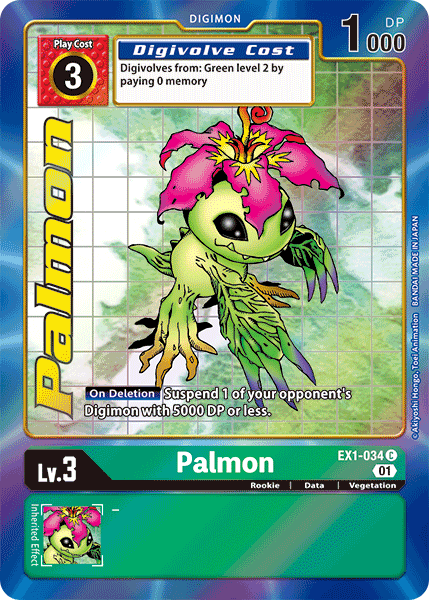 DIGIMON
Play Cost
3
Digivolve Cost
Digivolves from: Green level 2 by
paying 0 memory
1000
DP
Palmon
© Akiyoshi Hongo, Toei Animation BANDAI MADE IN JAPAN
On Deletion Suspend 1 of your opponent's
Digimon with 5000 DP or less.
Lv.3
Palmon
EX1-034 C
01
Rookie | Data | Vegetation
Inherited Effect
-